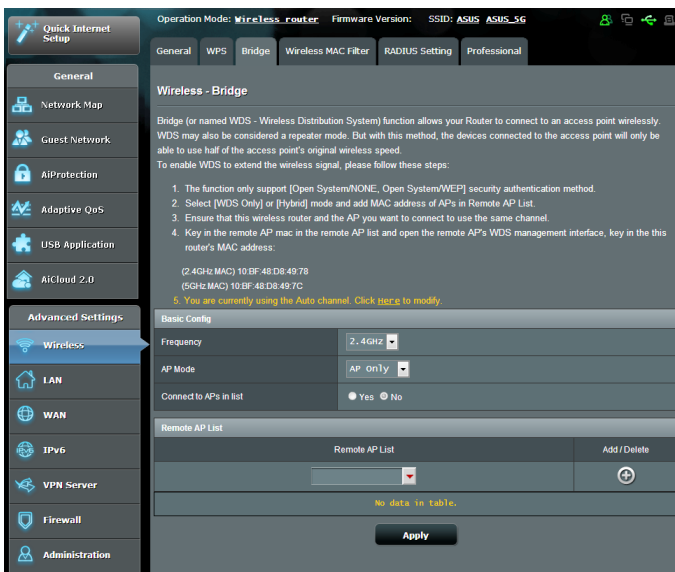 Quick Internet
Setup
Operation Mode: Wireless router Firmware Version: SSID: ASUS ASUS_5G
General WPS Bridge Wireless MAC Filter RADIUS Setting Professional
General
Network Map
Guest Network
AiProtection
Adaptive QoS
USB Application
AiCloud 2.0
Advanced Settings
Wireless
LAN
WAN
IPv6
VPN Server
Firewall
Administration
Wireless - Bridge
Bridge (or named WDS - Wireless Distribution System) function allows your Router to connect to an access point wirelessly.
WDS may also be considered a repeater mode. But with this method, the devices connected to the access point will only be
able to use half of the access point's original wireless speed.
To enable WDS to extend the wireless signal, please follow these steps:
1. The function only support [Open System/NONE, Open System/WEP] security authentication method.
2. Select [WDS Only] or [Hybrid] mode and add MAC address of APs in Remote AP List.
3. Ensure that this wireless router and the AP you want to connect to use the same channel.
4. Key in the remote AP mac in the remote AP list and open the remote AP's WDS management interface, key in the this
router's MAC address:
(2.4GHz MAC) 10:BF:48:D8:49:78
(5GHz MAC) 10:BF:48:D8:49:7C
5. You are currently using the Auto channel. Click Here to modify.
Basic Config
Frequency 2.4GHz
AP Mode AP Only
Connect to APs in list Yes No
Remote AP List
Remote AP List Add / Delete
No data in table.
Apply